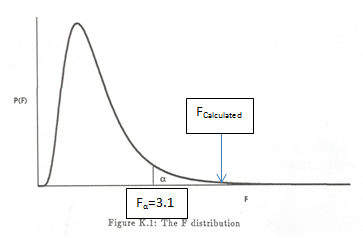 P(F)
FCalculated
α
Fα=3.1
F
Figure K.1: The F distribution